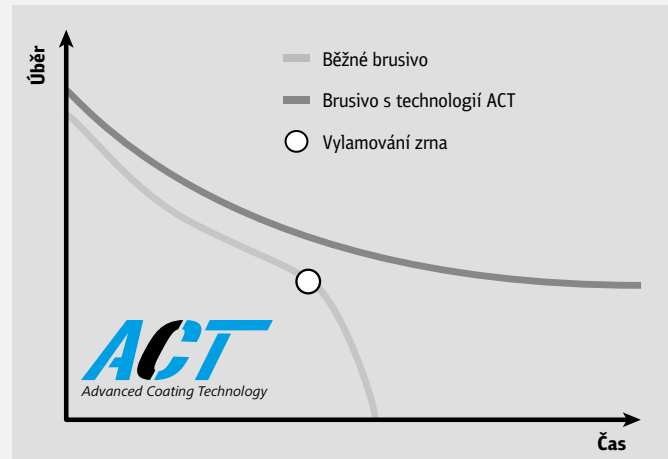 Úběr
Běžné brusivo
Brusivo s technologií ACT
Vylamování zrna
ACT
Advanced Coating Technology
Čas